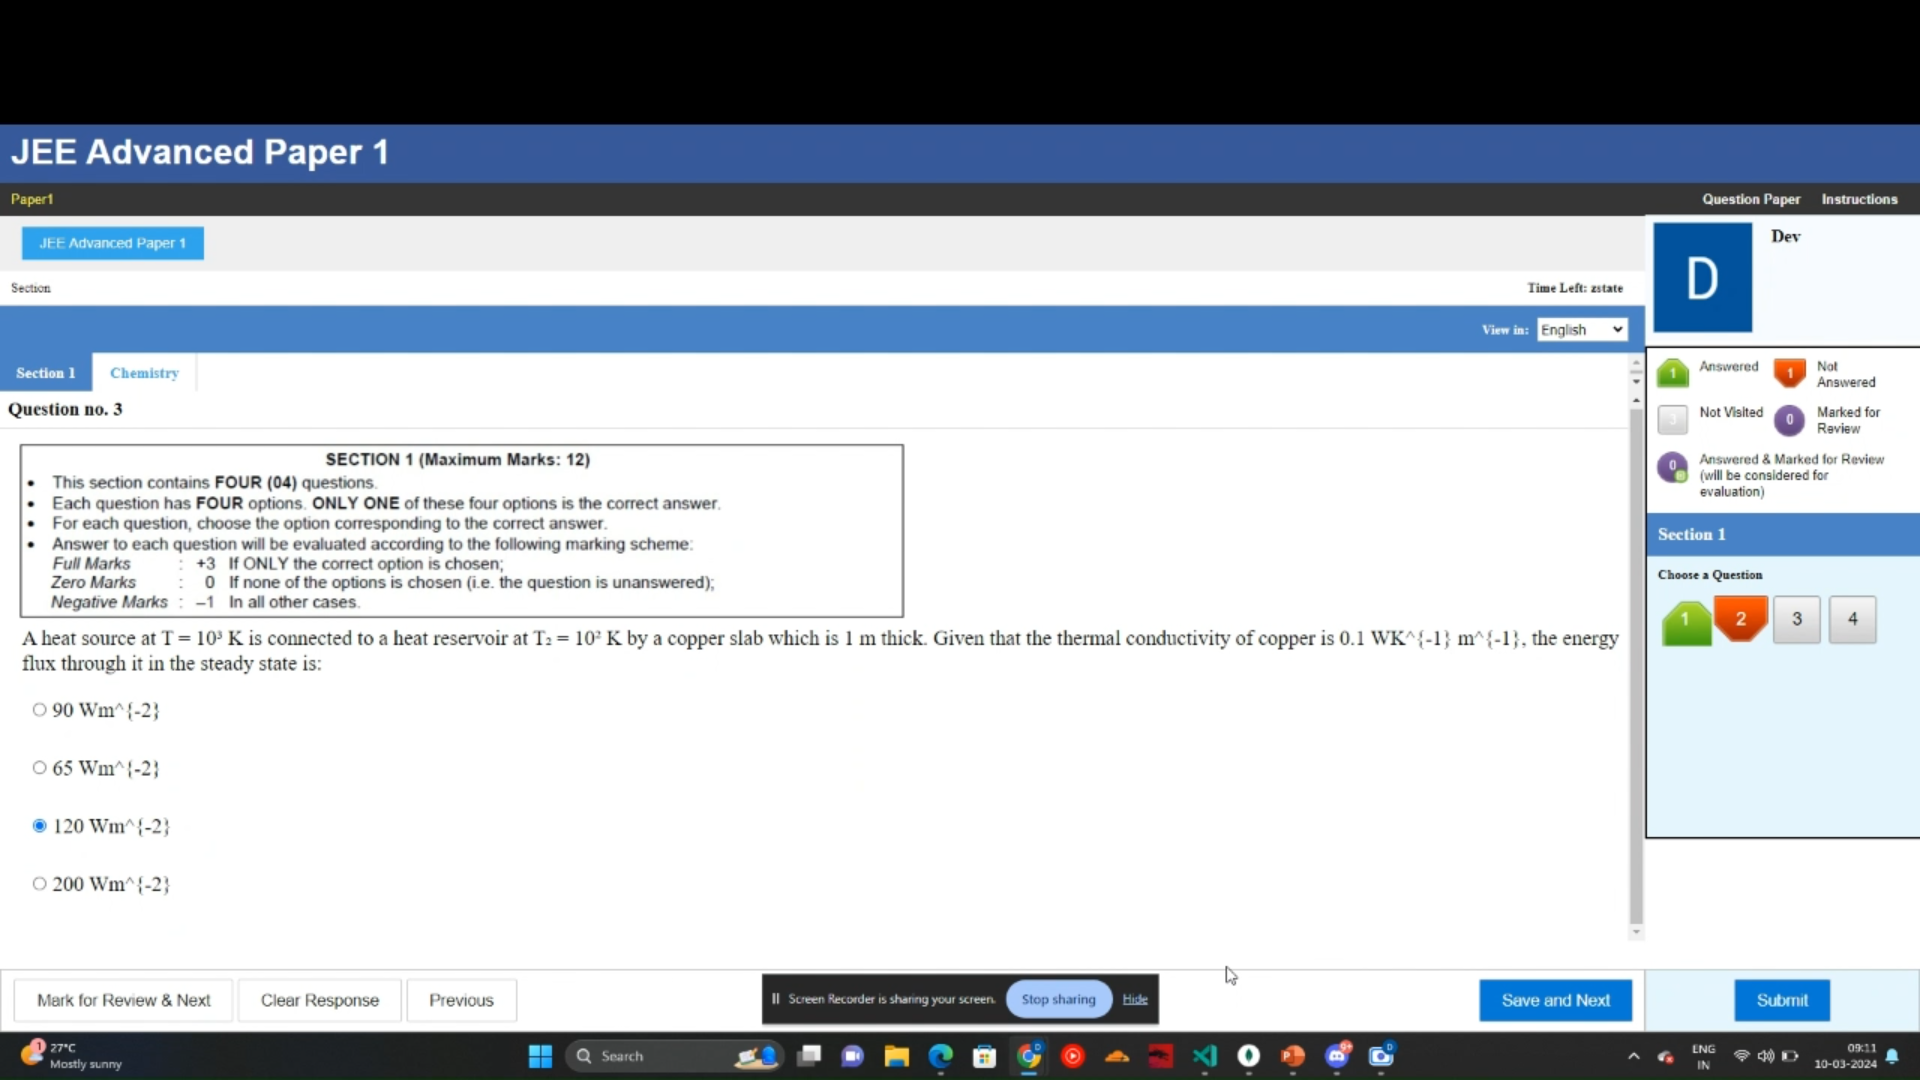 JEE Advanced Paper 1
Paper1
Question Paper Instructions
JEE Advanced Paper 1
Dev
D
Section
Time Left: zstate
View in: English
Section 1 Chemistry
Question no. 3
1 Answered 1 Not Answered
3 Not Visited 0 Marked for Review
0 Answered & Marked for Review (will be considered for evaluation)
SECTION 1 (Maximum Marks: 12)
• This section contains FOUR (04) questions.
• Each question has FOUR options. ONLY ONE of these four options is the correct answer.
• For each question, choose the option corresponding to the correct answer.
• Answer to each question will be evaluated according to the following marking scheme:
Full Marks : +3 If ONLY the correct option is chosen;
Zero Marks : 0 If none of the options is chosen (i.e. the question is unanswered);
Negative Marks : –1 In all other cases.
Section 1
Choose a Question
1 2 3 4
A heat source at T = 10³ K is connected to a heat reservoir at T₂ = 10² K by a copper slab which is 1 m thick. Given that the thermal conductivity of copper is 0.1 WK^{-1} m^{-1}, the energy
flux through it in the steady state is:
90 Wm^{-2}
65 Wm^{-2}
120 Wm^{-2}
200 Wm^{-2}
Mark for Review & Next Clear Response Previous
Screen Recorder is sharing your screen. Stop sharing Hide
Save and Next Submit
1 27°C
Mostly sunny
Search
ENG
IN
09:11
10-03-2024